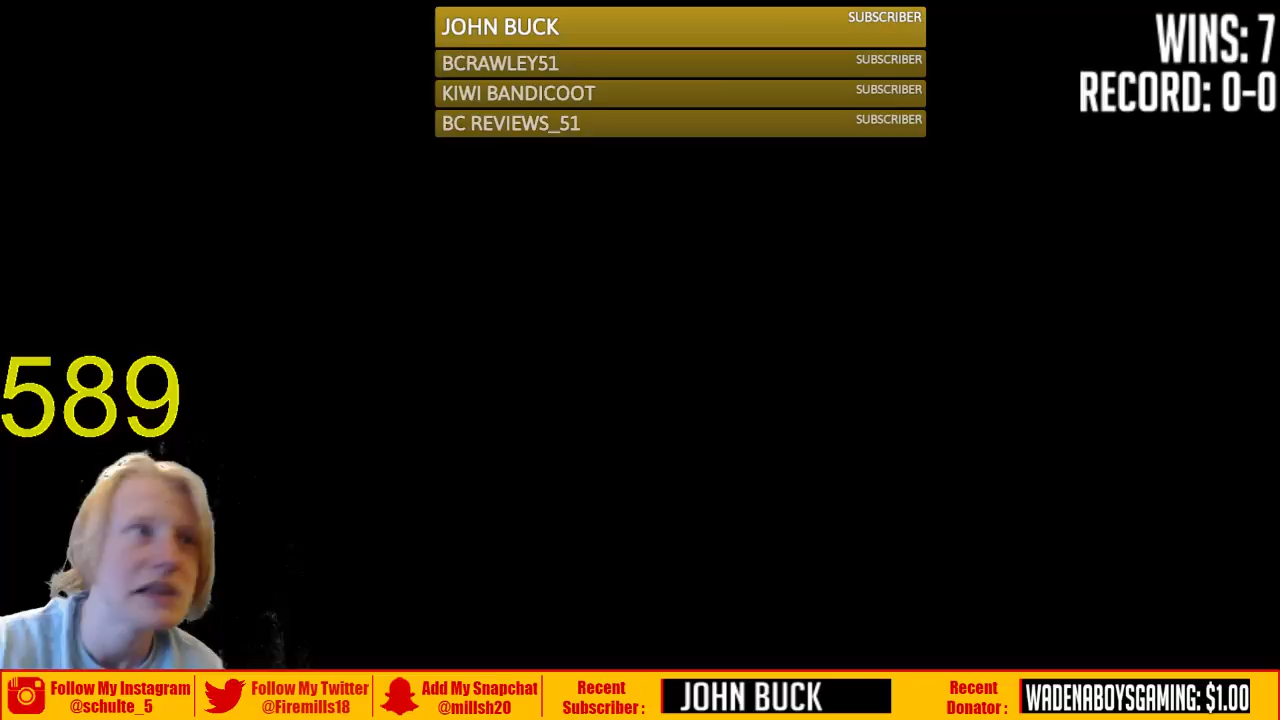 JOHN BUCK SUBSCRIBER
BCRAWLEY51 SUBSCRIBER
KIWI BANDICOOT SUBSCRIBER
BC REVIEWS_51 SUBSCRIBER
WINS: 7
RECORD: 0-0
589
Follow My Instagram
@schulte_5
Follow My Twitter
@Firemills18
Add My Snapchat
@millsh20
Recent
Subscriber :
JOHN BUCK
Recent
Donator :
WADENABOYSGAMING: $1.00